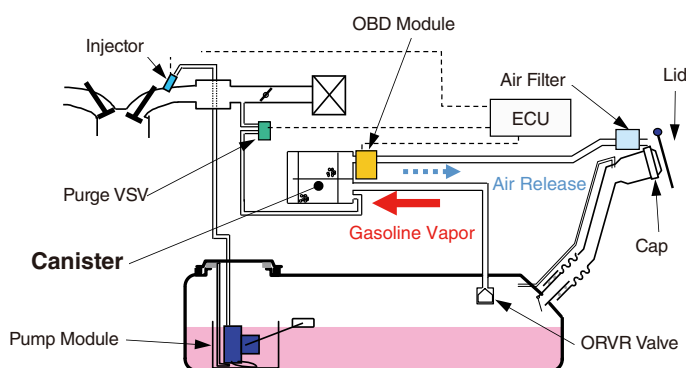 OBD Module
Injector
Air Filter
Lid
ECU
Purge VSV
Air Release
Gasoline Vapor
Cap
Canister
Pump Module
ORVR Valve